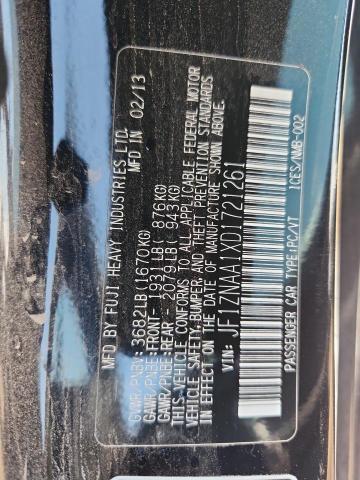 MFD BY FUJI HEAVY INDUSTRIES LTD. IN 02/13
GVWR/PNBV: 3682LB(1670KG)
GAWR/PNBE:FRONT- 1931LB( 876KG)
GAWR/PNBE:REAR - 2079LB( 943KG)
THIS VEHICLE CONFORMS TO ALL APPLICABLE FEDERAL MOTOR
VEHICLE SAFETY,BUMPER AND THEFT PREVENTION STANDARDS
IN EFFECT ON THE DATE OF MANUFACTURE SHOWN ABOVE.
VIN: JF1ZNAA1XD1721261
PASSENGER CAR TYPE:PC/VT ICES/NMB-002